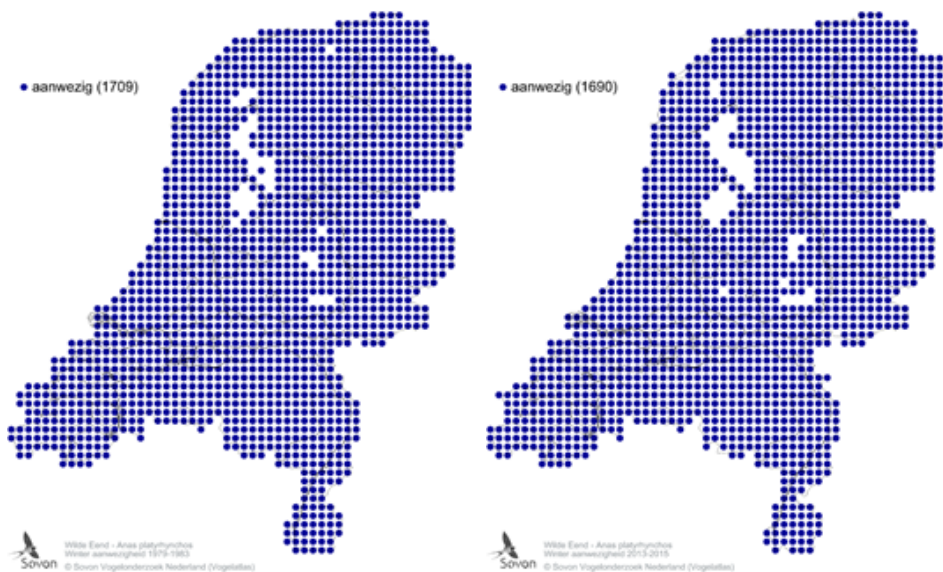 aanwezig (1709)
aanwezig (1690)
Sovon
Wilde Eend - Anas platyrhynchos
Winter aanwezigheid 1979-1983
© Sovon Vogelonderzoek Nederland (Vogelatlas)
Sovon
Wilde Eend - Anas platyrhynchos
Winter aanwezigheid 2013-2015
© Sovon Vogelonderzoek Nederland (Vogelatlas)